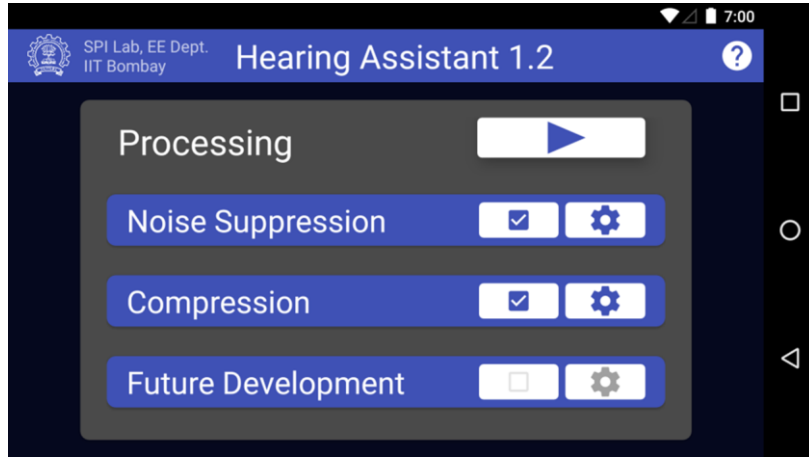 7:00
SPI Lab, EE Dept.
IIT Bombay
Hearing Assistant 1.2
?
Processing
Noise Suppression
Compression
Future Development